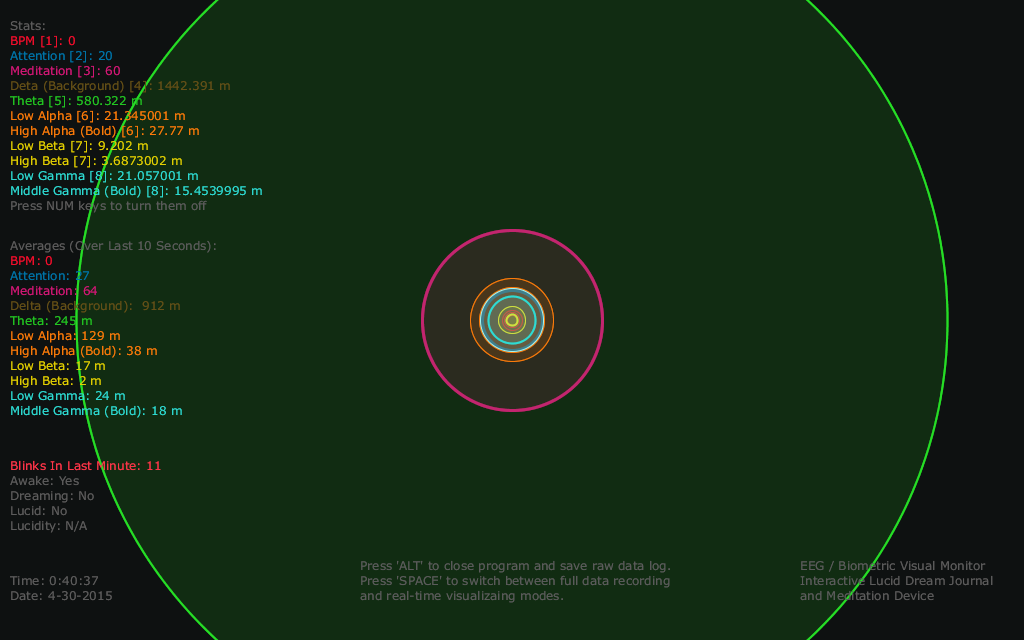 Stats:
BPM [1]: 0
Attention [2]: 20
Meditation [3]: 60
Deta (Background) [4]: 1442.391 m
Theta [5]: 580.322 m
Low Alpha [6]: 21.345001 m
High Alpha (Bold) [6]: 27.77 m
Low Beta [7]: 9.202 m
High Beta [7]: 3.6873002 m
Low Gamma [8]: 21.057001 m
Middle Gamma (Bold) [8]: 15.4539995 m
Press NUM keys to turn them off
Averages (Over Last 10 Seconds):
BPM: 0
Attention: 27
Meditation: 64
Delta (Background):  912 m
Theta: 245 m
Low Alpha: 129 m
High Alpha (Bold): 38 m
Low Beta: 17 m
High Beta: 2 m
Low Gamma: 24 m
Middle Gamma (Bold): 18 m
Blinks In Last Minute: 11
Awake: Yes
Dreaming: No
Lucid: No
Lucidity: N/A
Time: 0:40:37
Date: 4-30-2015
Press 'ALT' to close program and save raw data log.
Press 'SPACE' to switch between full data recording
and real-time visualizaing modes.
EEG / Biometric Visual Monitor
Interactive Lucid Dream Journal
and Meditation Device